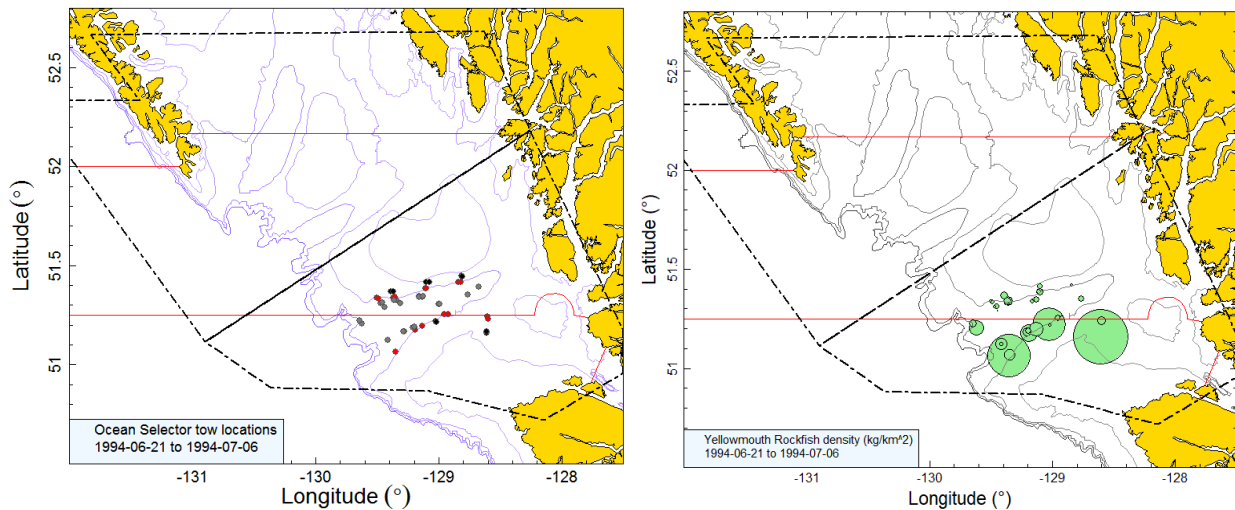 Latitude (°)
52.5
52
51.5
51
Ocean Selector tow locations
1994-06-21 to 1994-07-06
-131
-130
-129
-128
Longitude (°)
Latitude (°)
52.5
52
51.5
51
Yellowmouth Rockfish density (kg/km^2)
1994-06-21 to 1994-07-06
-131
-130
-129
-128
Longitude (°)